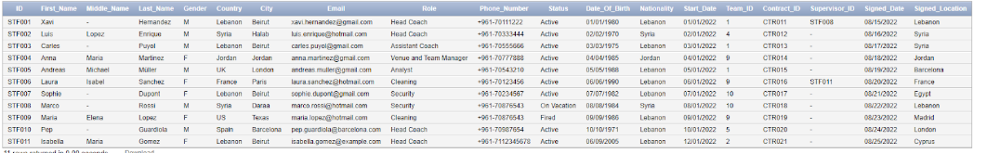 ID First_Name Middle_Name Last_Name Gender Country City Email Role Phone_Number Status Date_Of_Birth Nationality Start_Date Team_ID Contract_ID Supervisor_ID Signed_Date Signed_Location
STF001 Xavi - Hernandez M Lebanon Beirut xavi.hernandez@gmail.com Head Coach +961-70111222 Active 01/01/1980 Lebanon 01/01/2022 1 CTR011 STF008 08/15/2022 Lebanon
STF002 Luis Lopez Enrique M Syria Halab luis.enrique@hotmail.com Head Coach +961-70333444 Active 02/02/1970 Syria 02/01/2022 4 CTR012 - 08/16/2022 Syria
STF003 Carles - Puyol M Lebanon Beirut carles.puyol@gmail.com Assistant Coach +961-70555666 Active 03/03/1975 Lebanon 03/01/2022 1 CTR013 - 08/17/2022 Syria
STF004 Anna Maria Martinez F Jordan Jordan anna.martinez@gmail.com Venue and Team Manager +961-70777888 Active 04/04/1985 Jordan 04/01/2022 9 CTR014 - 08/18/2022 Jordan
STF005 Andreas Michael Müller M UK London andreas.muller@gmail.com Analyst +961-70543210 Active 05/05/1988 Lebanon 05/01/2022 1 CTR015 - 08/19/2022 Barcelona
STF006 Laura Isabel Sanchez F France Paris laura.sanchez@hotmail.com Cleaning +961-70123456 Active 06/06/1990 Lebanon 06/01/2022 9 CTR016 STF011 08/20/2022 France
STF007 Sophie - Dupont F Lebanon Beirut sophie.dupont@gmail.com Security +961-70234567 Active 07/07/1982 Lebanon 07/01/2022 10 CTR017 - 08/21/2022 Egypt
STF008 Marco - Rossi M Syria Daraa marco.rossi@hotmail.com Security +961-70876543 On Vacation 08/08/1984 Syria 08/01/2022 10 CTR018 - 08/22/2022 Lebanon
STF009 Maria Elena Lopez F US Texas maria.lopez@hotmail.com Cleaning +961-70876543 Fired 09/09/1986 Lebanon 09/01/2022 9 CTR019 - 08/23/2022 Madrid
STF010 Pep - Guardiola M Spain Barcelona pep.guardiola@hotmail.com Head Coach +961-70987654 Active 10/10/1971 Lebanon 10/01/2022 5 CTR020 - 08/24/2022 London
STF011 Isabella Maria Gomez F Lebanon Beirut isabella.gomez@example.com Head Coach +961-7112345678 Active 06/09/2005 Lebanon 12/01/2022 2 CTR021 - 08/25/2022 Cyprus
11 rows returned in 0.00 seconds Download